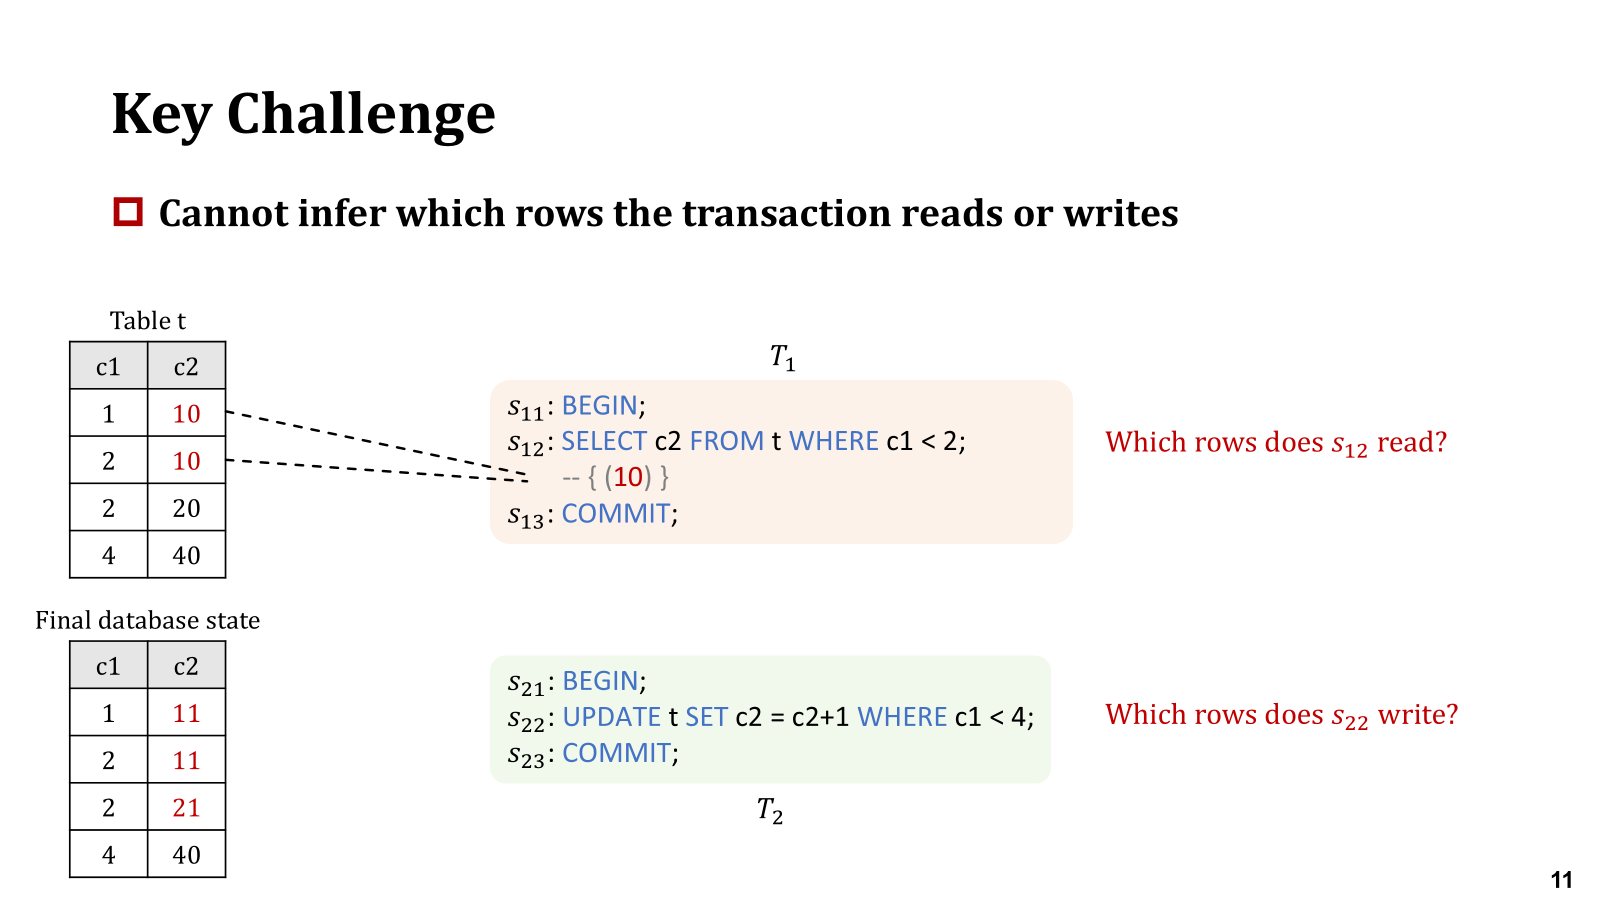 Key Challenge
Cannot infer which rows the transaction reads or writes
Table t
c1 c2
1 10
2 10
2 20
4 40
T₁
s₁₁: BEGIN;
s₁₂: SELECT c2 FROM t WHERE c1 < 2;
-- { (10) }
s₁₃: COMMIT;
Which rows does s₁₂ read?
Final database state
c1 c2
1 11
2 11
2 21
4 40
s₂₁: BEGIN;
s₂₂: UPDATE t SET c2 = c2+1 WHERE c1 < 4;
s₂₃: COMMIT;
T₂
Which rows does s₂₂ write?
11